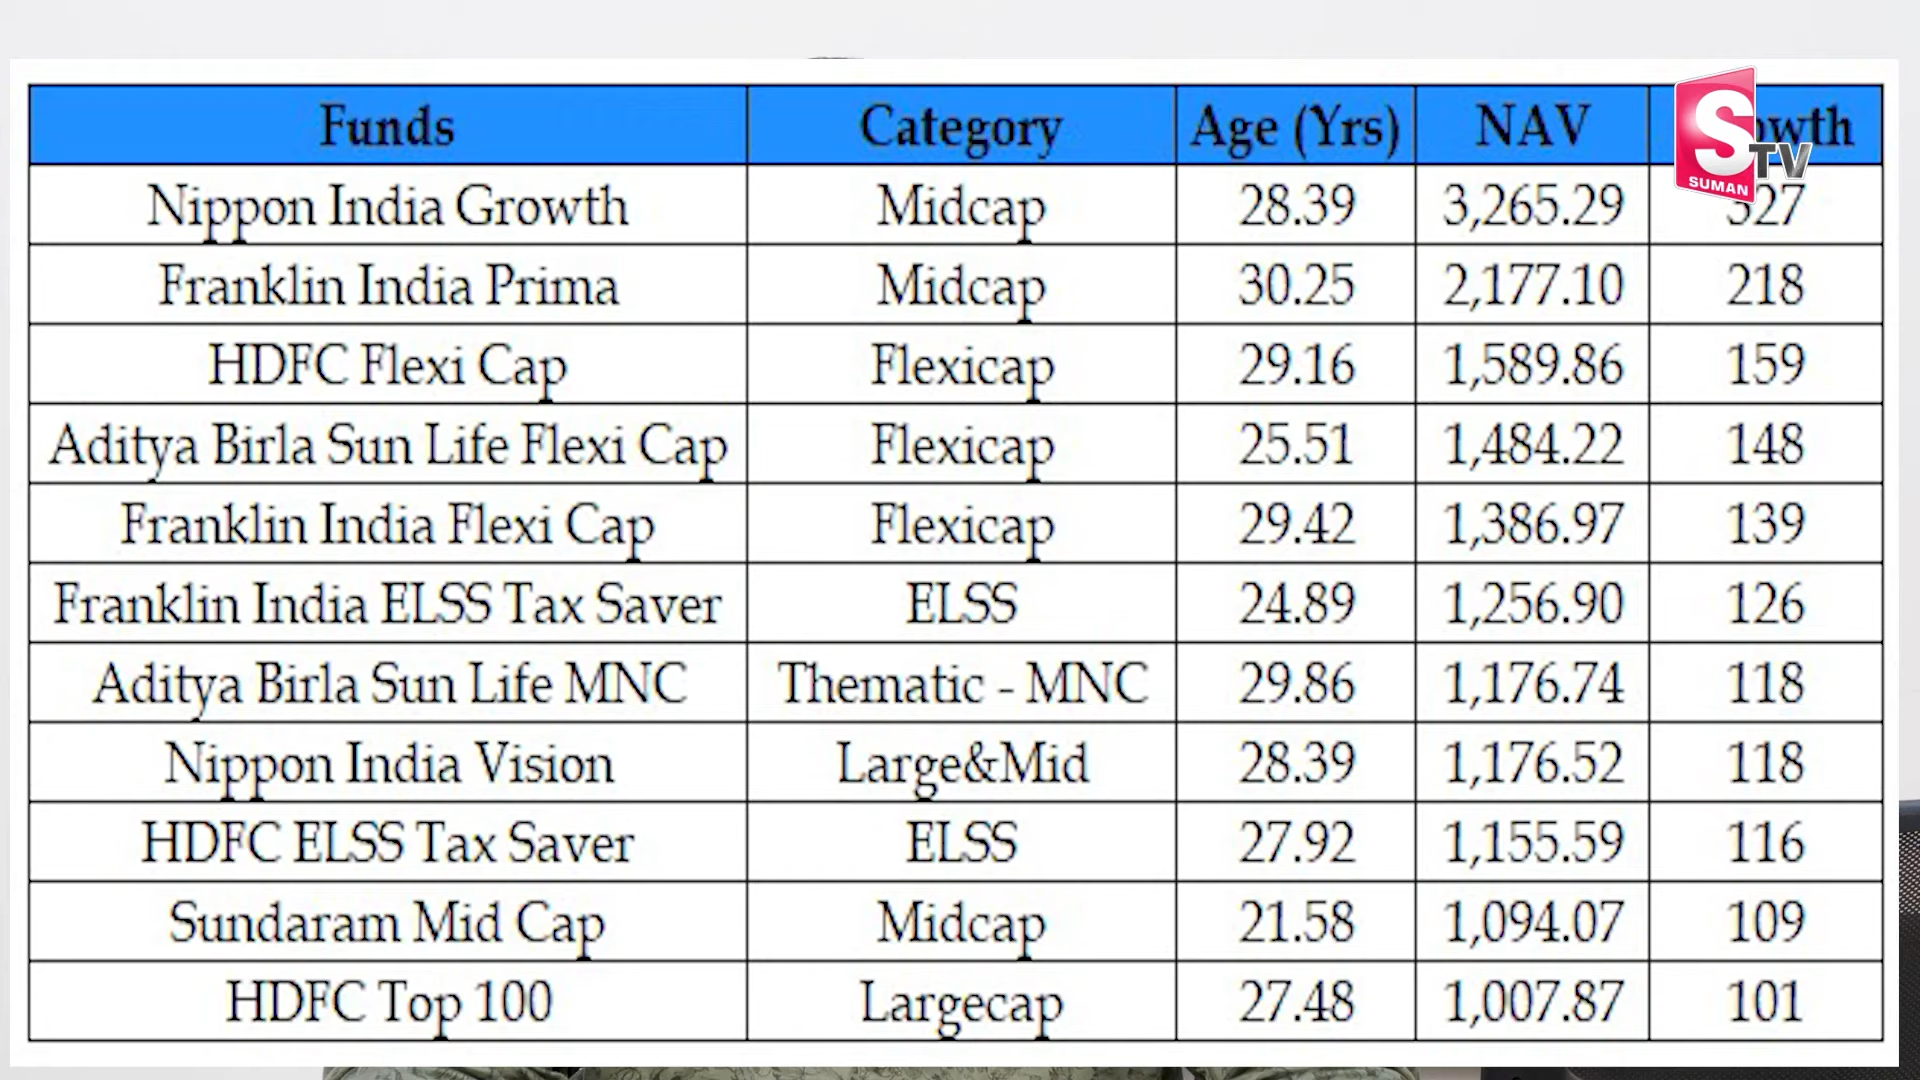 Funds Category Age (Yrs) NAV
S TV
SUMAN
Nippon India Growth Midcap 28.39 3,265.29 327
Franklin India Prima Midcap 30.25 2,177.10 218
HDFC Flexi Cap Flexicap 29.16 1,589.86 159
Aditya Birla Sun Life Flexi Cap Flexicap 25.51 1,484.22 148
Franklin India Flexi Cap Flexicap 29.42 1,386.97 139
Franklin India ELSS Tax Saver ELSS 24.89 1,256.90 126
Aditya Birla Sun Life MNC Thematic - MNC 29.86 1,176.74 118
Nippon India Vision Large&Mid 28.39 1,176.52 118
HDFC ELSS Tax Saver ELSS 27.92 1,155.59 116
Sundaram Mid Cap Midcap 21.58 1,094.07 109
HDFC Top 100 Largecap 27.48 1,007.87 101